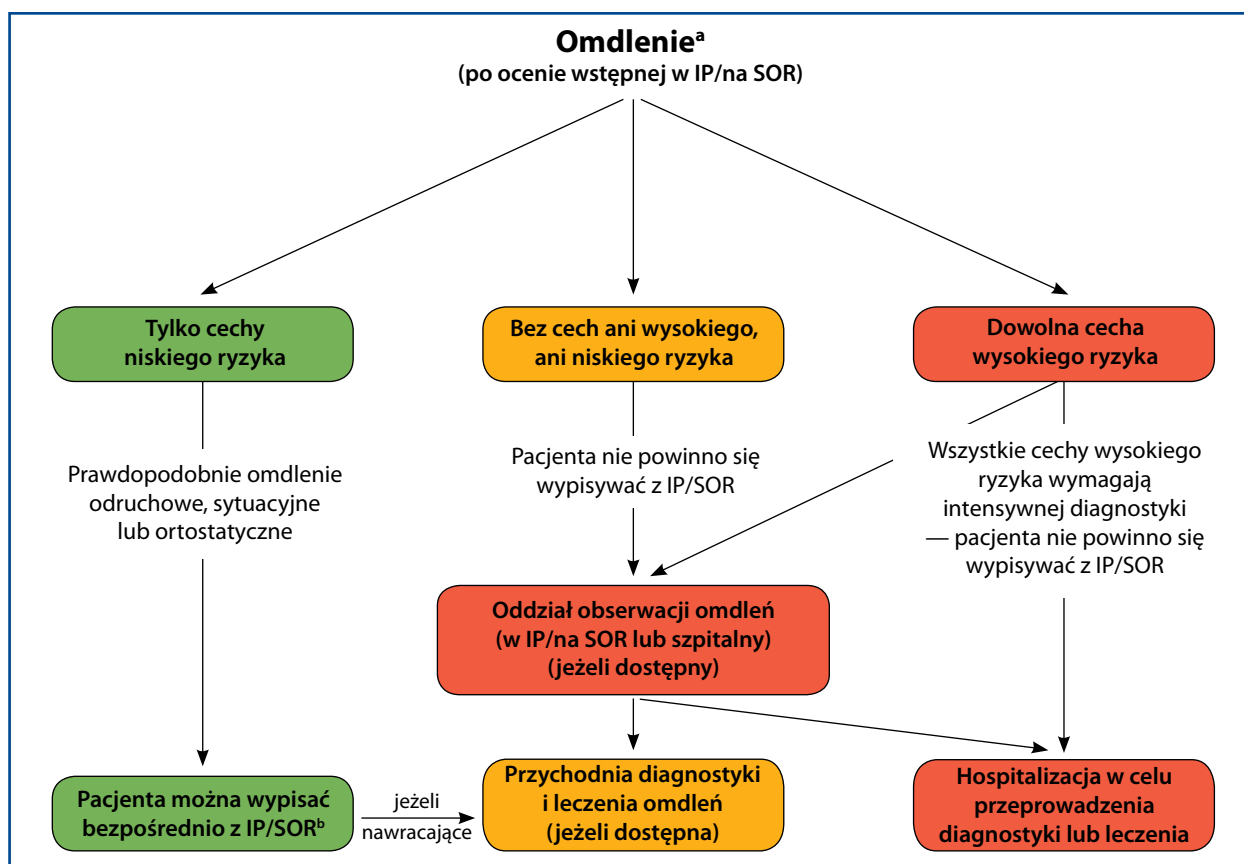 Omdlenieᵃ
(po ocenie wstępnej w IP/na SOR)
Tylko cechy
niskiego ryzyka
Bez cech ani wysokiego,
ani niskiego ryzyka
Dowolna cecha
wysokiego ryzyka
Prawdopodobnie omdlenie
odruchowe, sytuacyjne
lub ortostatyczne
Pacjenta nie powinno się
wypisywać z IP/SOR
Wszystkie cechy wysokiego
ryzyka wymagają
intensywnej diagnostyki
— pacjenta nie powinno się
wypisywać z IP/SOR
Oddział obserwacji omdleń
(w IP/na SOR lub szpitalny)
(jeżeli dostępny)
Pacjenta można wypisać
bezpośrednio z IP/SORᵇ
jeżeli
nawracające
Przychodnia diagnostyki
i leczenia omdleń
(jeżeli dostępna)
Hospitalizacja w celu
przeprowadzenia
diagnostyki lub leczenia